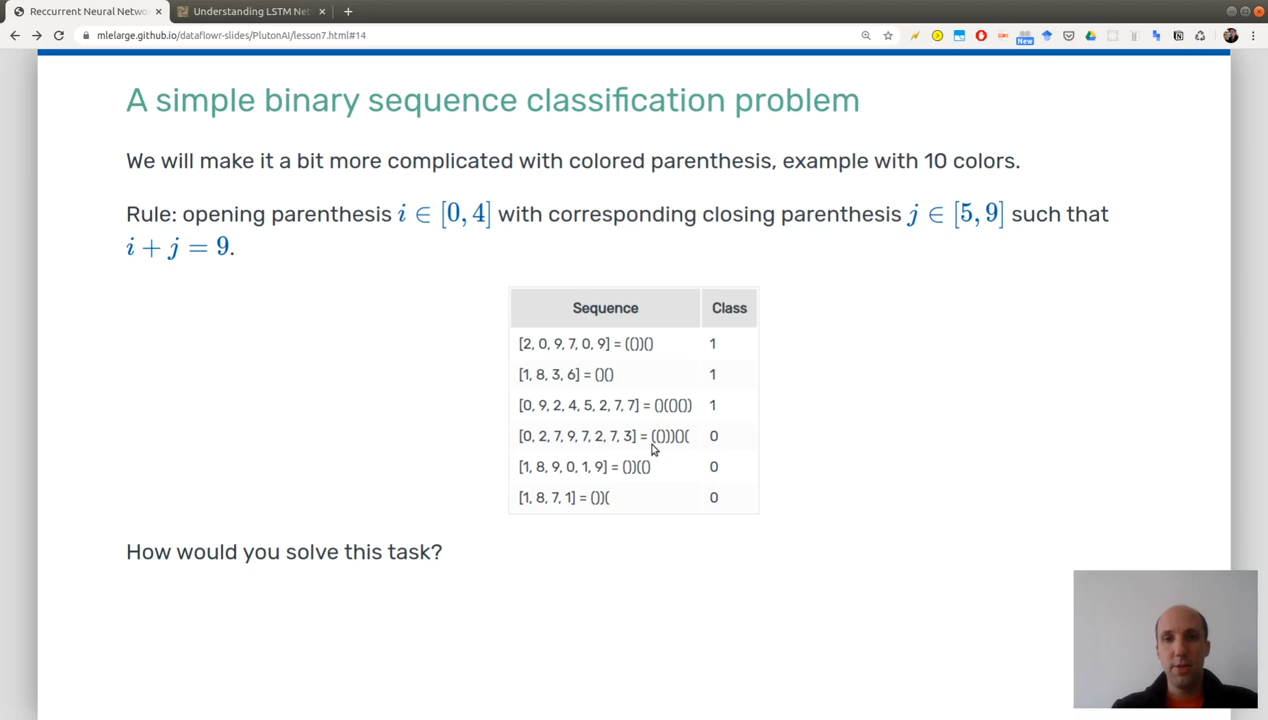 Reccurrent Neural Netwo
Understanding LSTM Net
mlelarge.github.io/dataflowr-slides/PlutonAI/lesson7.html#14
New
A simple binary sequence classification problem
We will make it a bit more complicated with colored parenthesis, example with 10 colors.
Rule: opening parenthesis i ∈ [0, 4] with corresponding closing parenthesis j ∈ [5, 9] such that
i + j = 9.
Sequence Class
[2, 0, 9, 7, 0, 9] = (())() 1
[1, 8, 3, 6] = ()() 1
[0, 9, 2, 4, 5, 2, 7, 7] = ()(()()) 1
[0, 2, 7, 9, 7, 2, 7, 3] = (()))()( 0
[1, 8, 9, 0, 1, 9] = ())(() 0
[1, 8, 7, 1] = ())( 0
How would you solve this task?